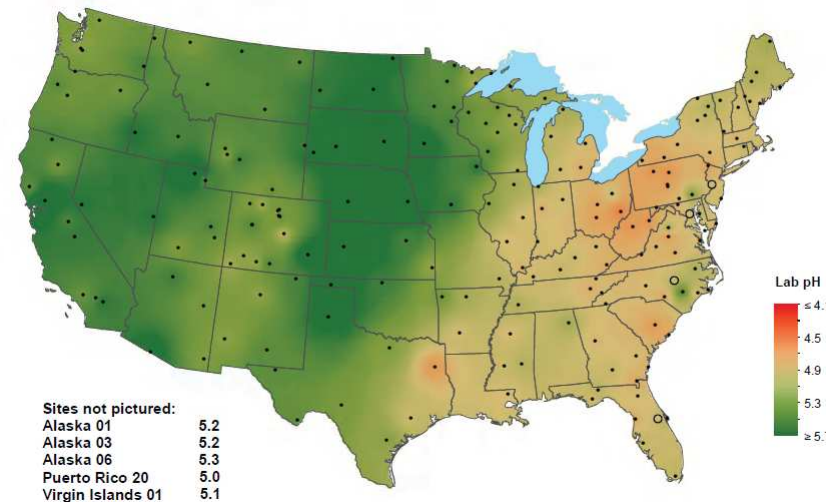 Lab pH
4.5
4.9
5.3
Sites not pictured:
Alaska 01 5.2
Alaska 03 5.2
Alaska 06 5.3
Puerto Rico 20 5.0
Virgin Islands 01 5.1